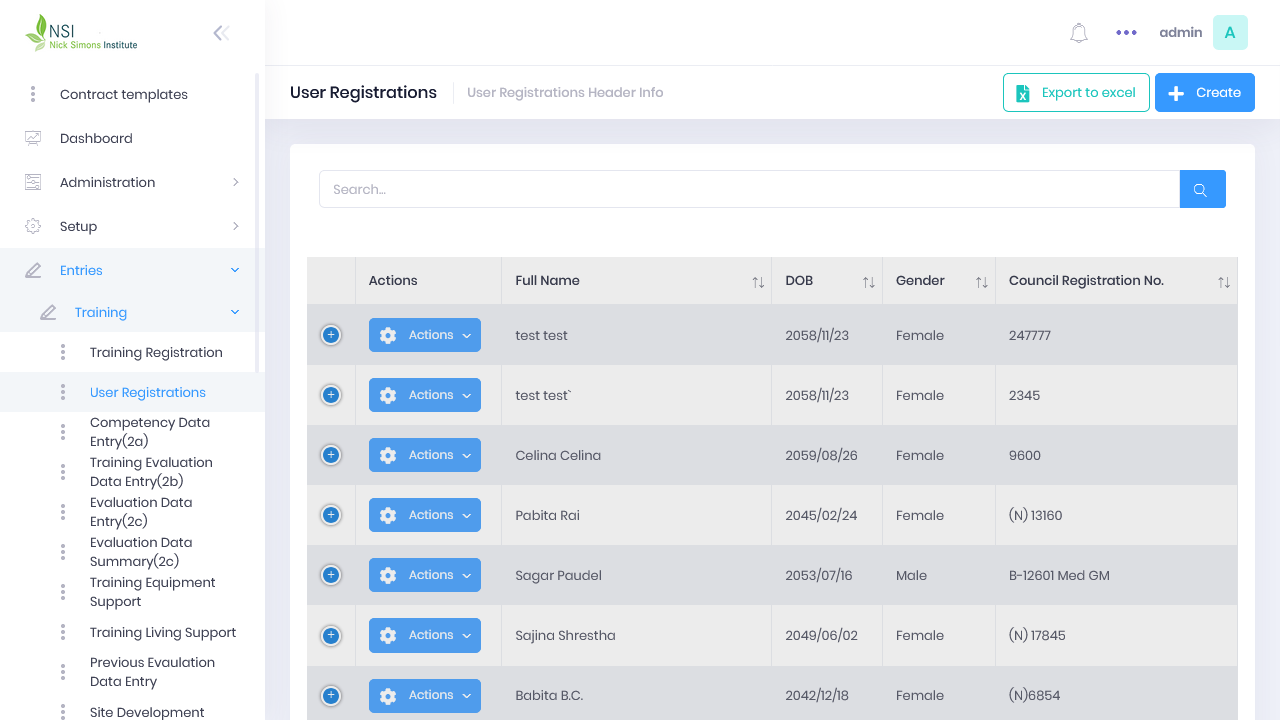 NSI
Nick Simons Institute
admin
A
Contract templates
Dashboard
Administration
Setup
Entries
Training
Training Registration
User Registrations
Competency Data
Entry(2a)
Training Evaluation
Data Entry(2b)
Evaluation Data
Entry(2c)
Evaluation Data
Summary(2c)
Training Equipment
Support
Training Living Support
Previous Evaulation
Data Entry
Site Development
User Registrations
User Registrations Header Info
Export to excel
Create
Search...
Actions Full Name DOB Gender Council Registration No.
Actions test test 2058/11/23 Female 247777
Actions test test` 2058/11/23 Female 2345
Actions Celina Celina 2059/08/26 Female 9600
Actions Pabita Rai 2045/02/24 Female (N) 13160
Actions Sagar Paudel 2053/07/16 Male B-12601 Med GM
Actions Sajina Shrestha 2049/06/02 Female (N) 17845
Actions Babita B.C. 2042/12/18 Female (N)6854